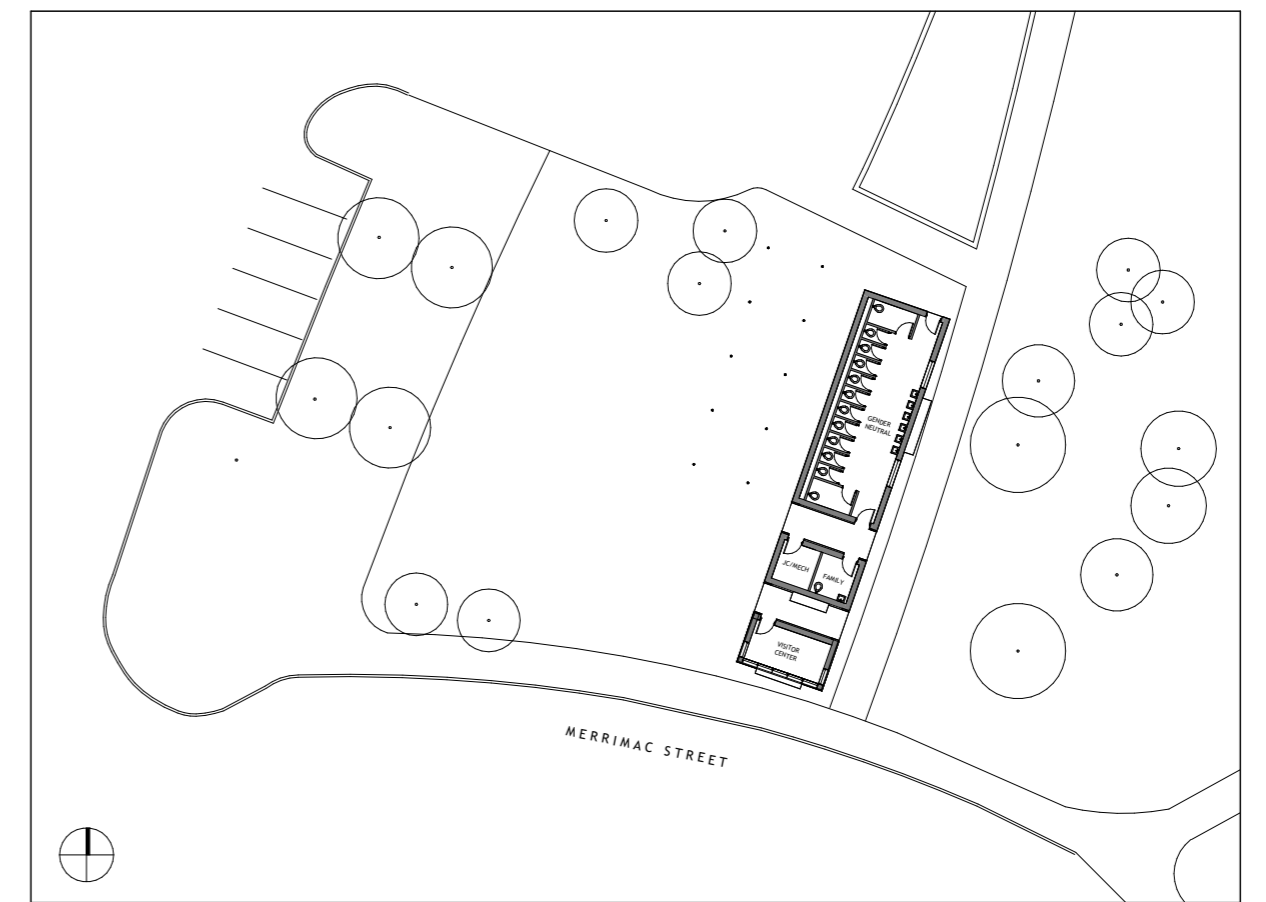 GENDER
NEUTRAL
JC/MECH
FAMILY
VISITOR
CENTER
MERRIMAC STREET